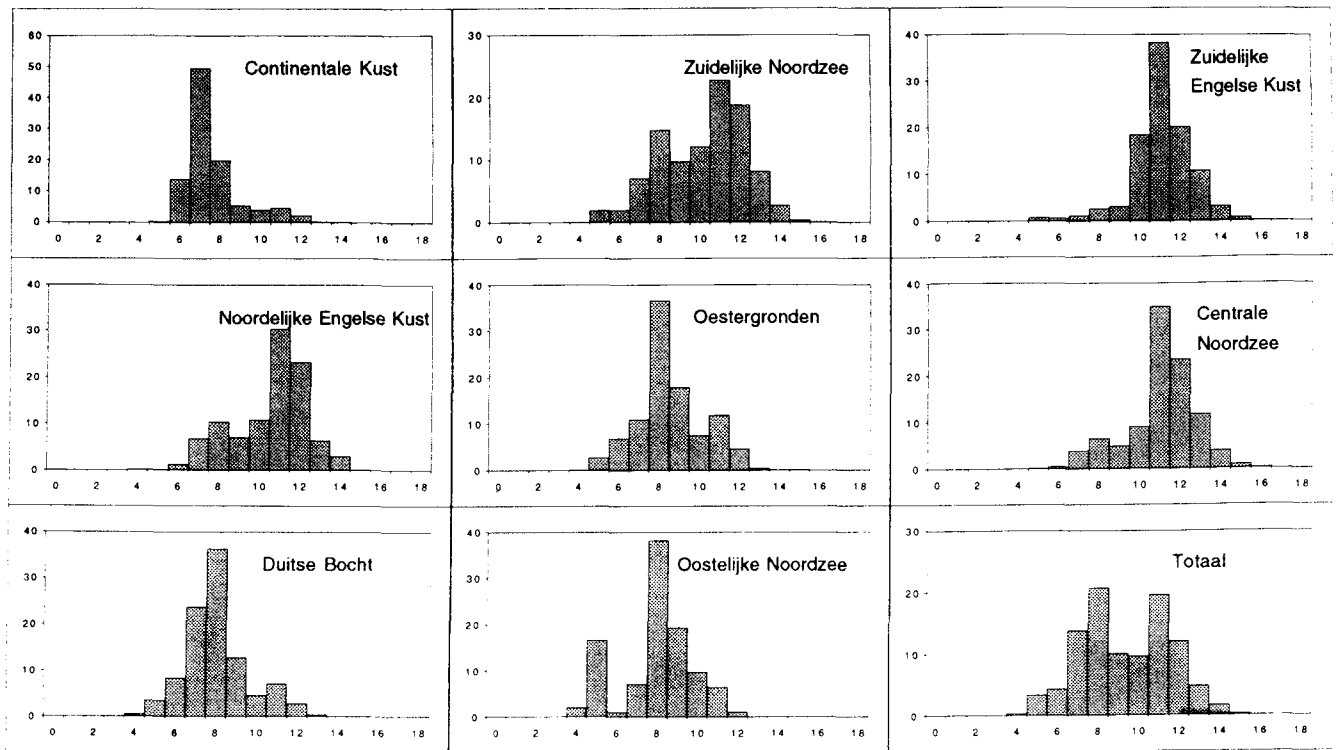 60
50
40
30
20
10
0
Continentale Kust
0 2 4 6 8 10 12 14 16 18
30
20
10
0
Zuidelijke Noordzee
0 2 4 6 8 10 12 14 16 18
40
30
20
10
0
Zuidelijke
Engelse Kust
0 2 4 6 8 10 12 14 16 18
40
30
20
10
0
Noordelijke Engelse Kust
0 2 4 6 8 10 12 14 16 18
40
30
20
10
0
Oestergronden
0 2 4 6 8 10 12 14 16 18
40
30
20
10
0
Centrale
Noordzee
0 2 4 6 8 10 12 14 16 18
40
30
20
10
0
Duitse Bocht
0 2 4 6 8 10 12 14 16 18
40
30
20
10
0
Oostelijke Noordzee
0 2 4 6 8 10 12 14 16 18
30
20
10
0
Totaal
0 2 4 6 8 10 12 14 16 18